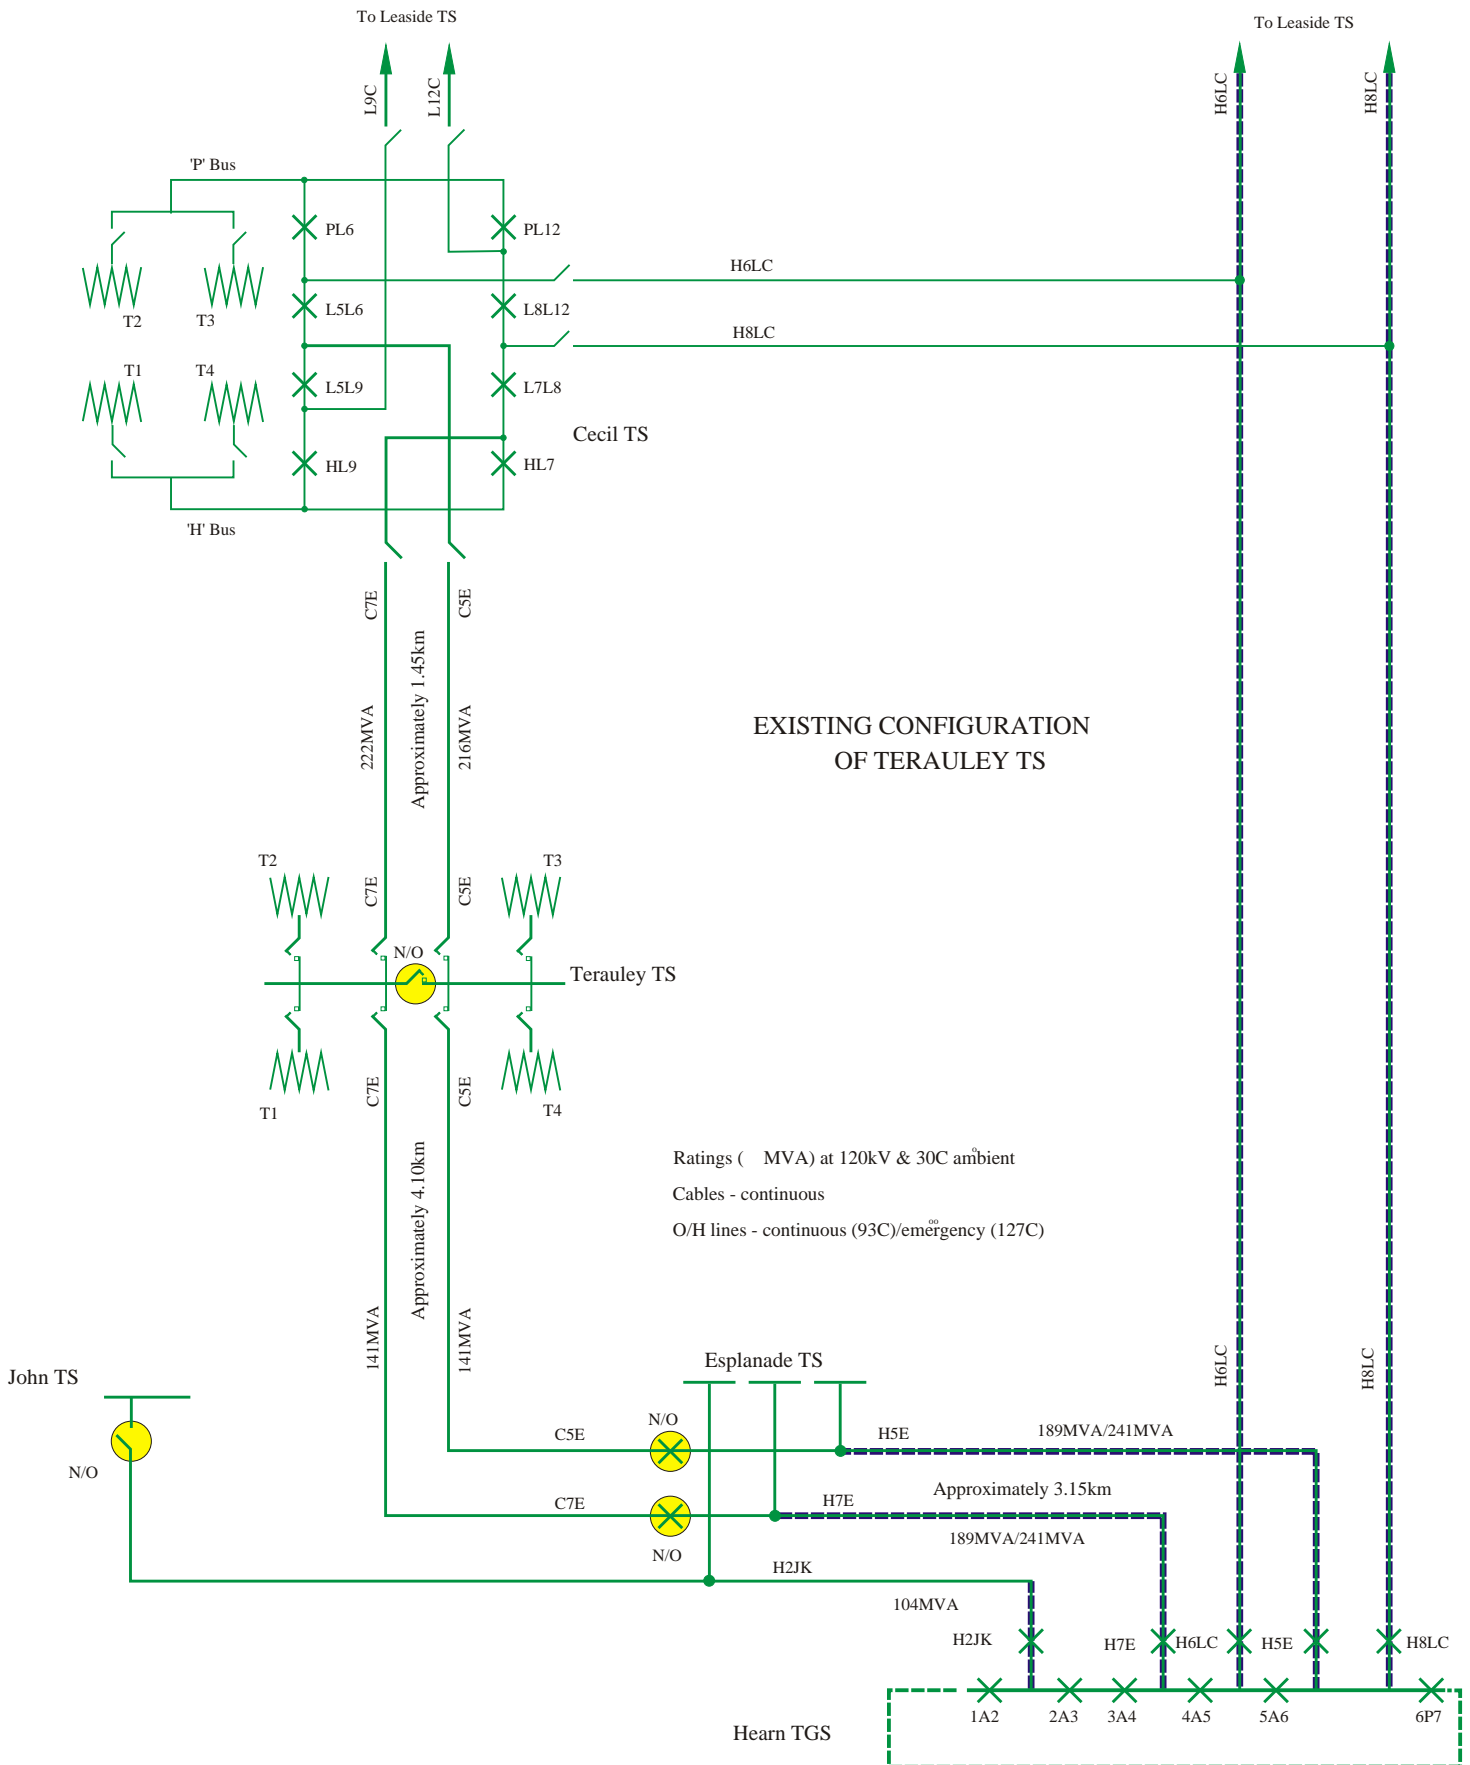 To Leaside TS
To Leaside TS
L9C
L12C
H6LC
H8LC
'P' Bus
PL6
PL12
H6LC
T2
T3
L5L6
L8L12
H8LC
T1
T4
L5L9
L7L8
Cecil TS
HL9
HL7
'H' Bus
C7E
C5E
Approximately 1.45km
222MVA
216MVA
EXISTING CONFIGURATION
OF TERAULEY TS
T2
T3
C7E
C5E
N/O
Terauley TS
C7E
C5E
T1
T4
Ratings ( MVA) at 120kV & 30C ambient
Cables - continuous
O/H lines - continuous (93C)/emergency (127C)
Approximately 4.10km
141MVA
141MVA
H6LC
H8LC
Esplanade TS
John TS
N/O
C5E
N/O
H5E
189MVA/241MVA
C7E
H7E
Approximately 3.15km
N/O
189MVA/241MVA
H2JK
104MVA
H2JK
H7E
H6LC
H5E
H8LC
1A2
2A3
3A4
4A5
5A6
6P7
Hearn TGS